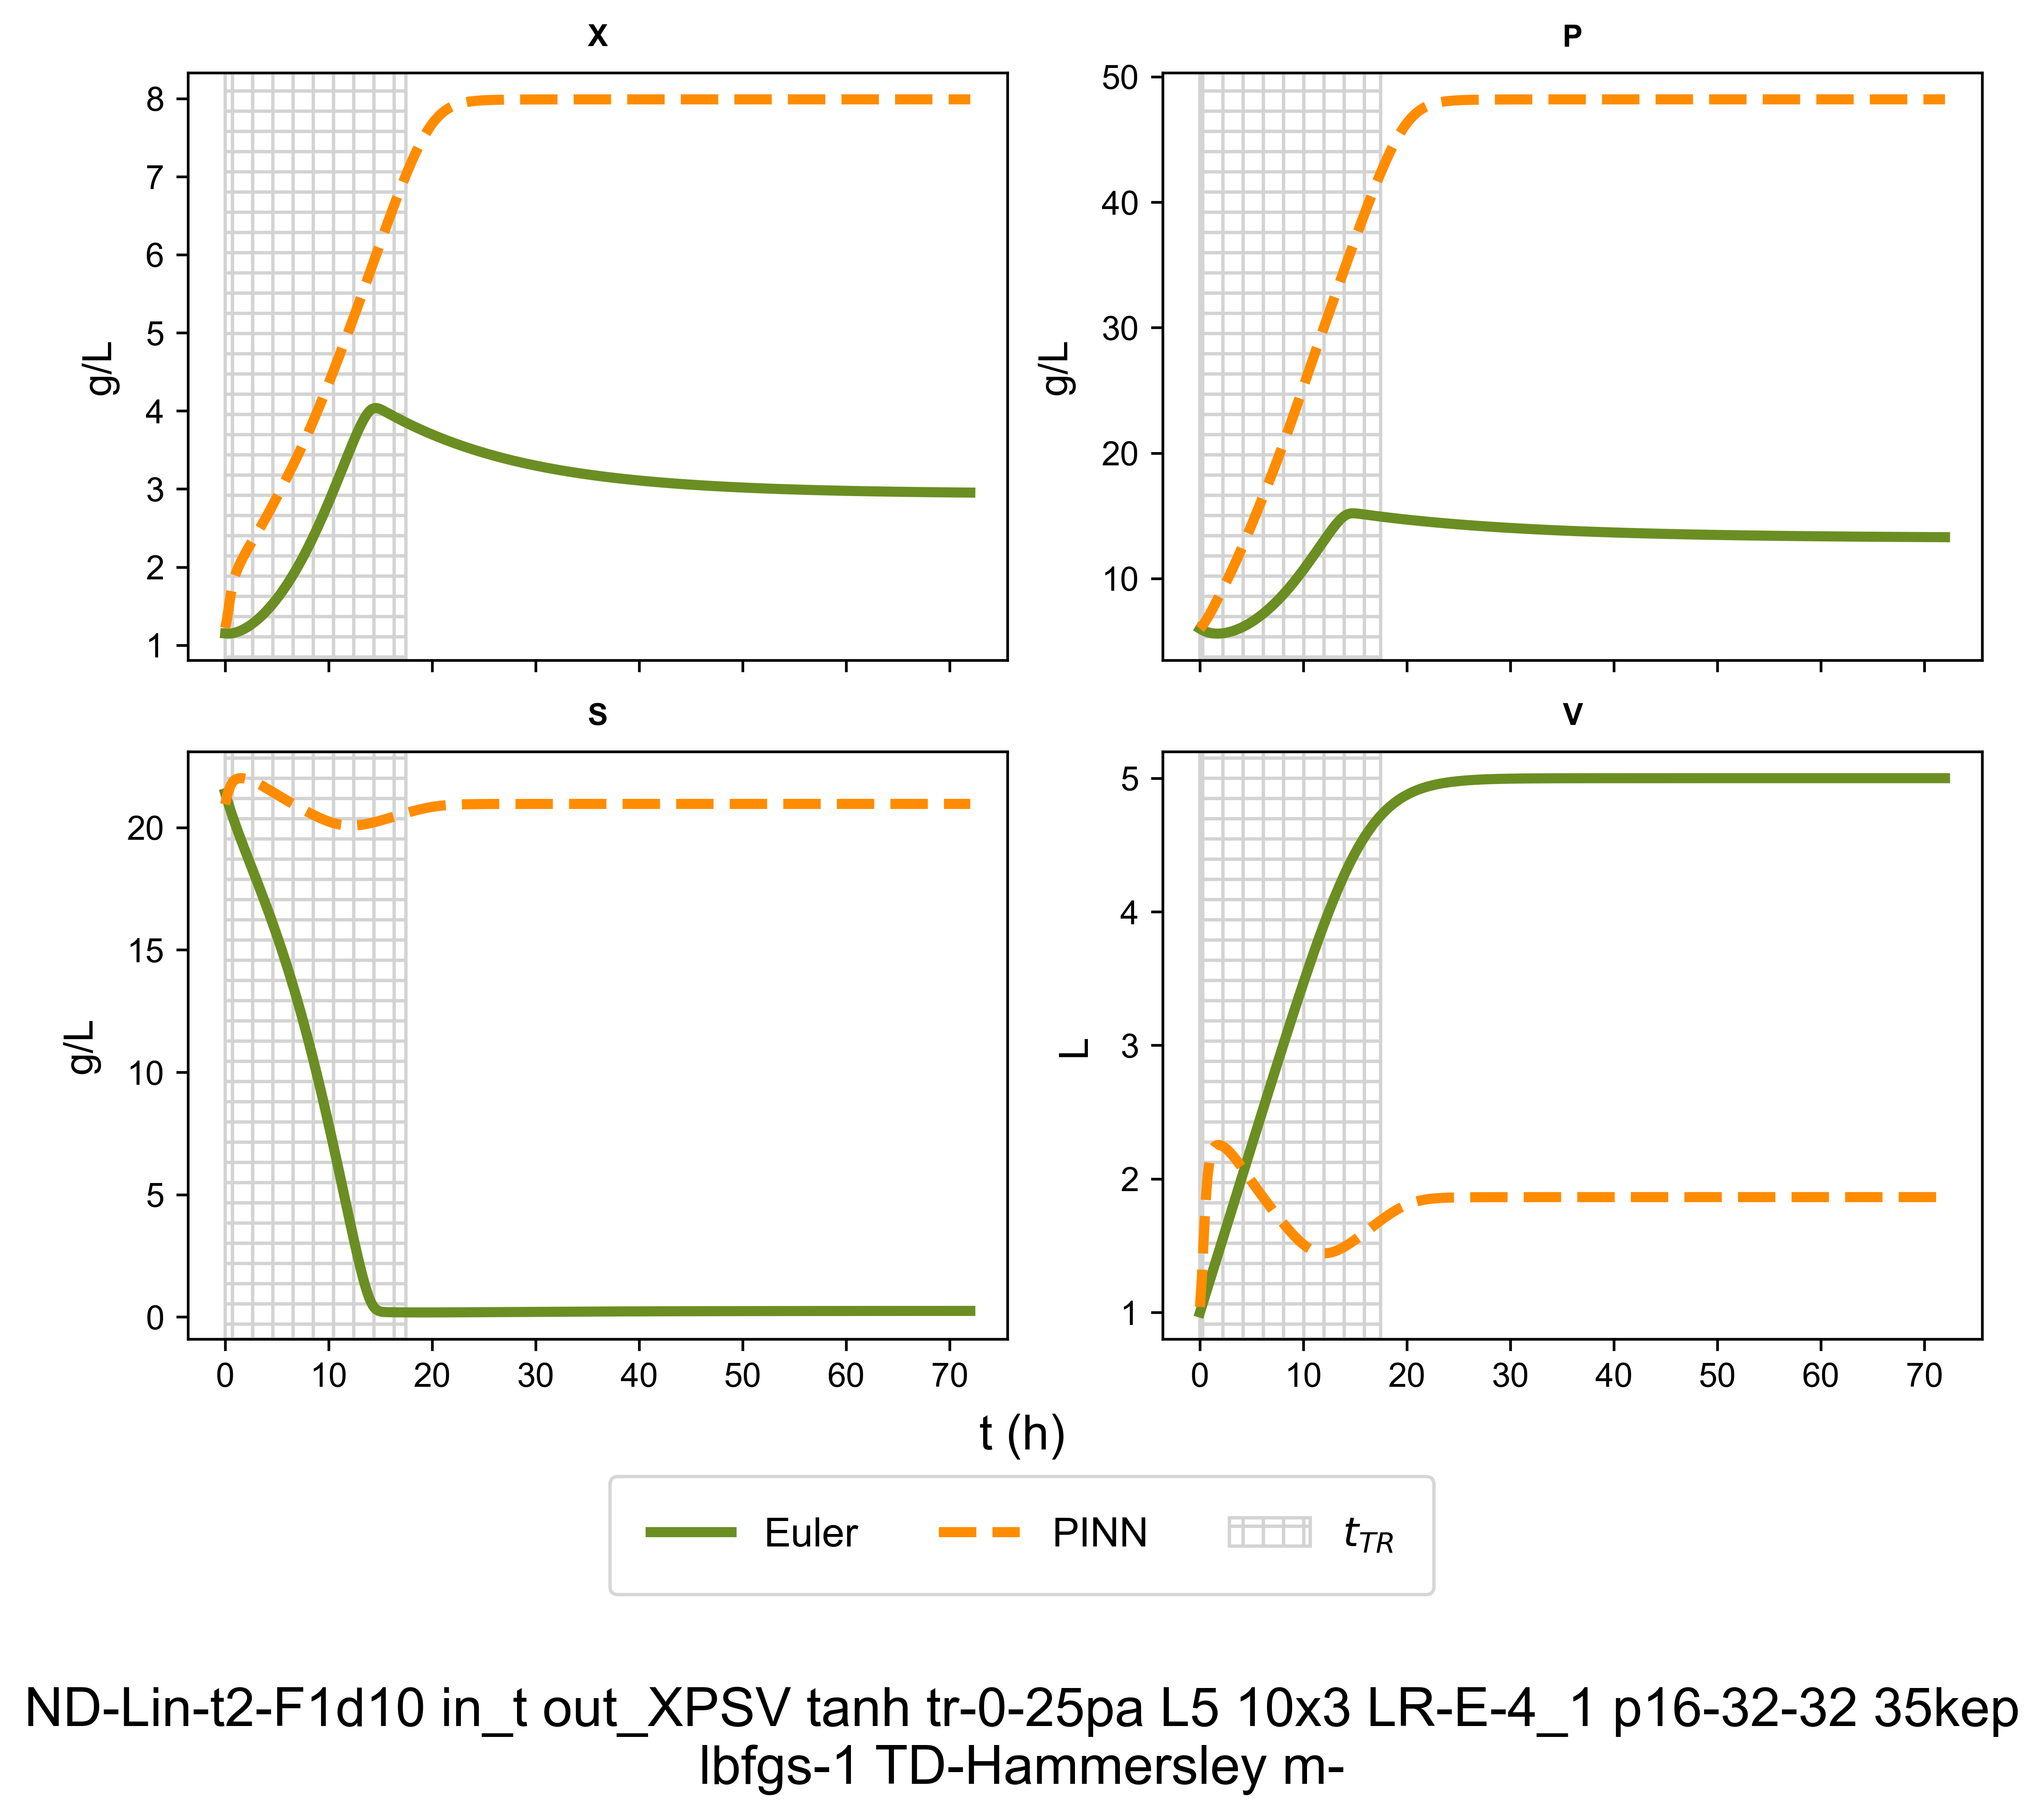 X
P
8
7
6
5
4
3
2
1
g/L
50
40
30
20
10
g/L
S
V
20
15
10
5
0
g/L
5
4
3
2
1
L
0 10 20 30 40 50 60 70
0 10 20 30 40 50 60 70
t (h)
Euler PINN t_TR
ND-Lin-t2-F1d10 in_t out_XPSV tanh tr-0-25pa L5 10x3 LR-E-4_1 p16-32-32 35kep
lbfgs-1 TD-Hammersley m-